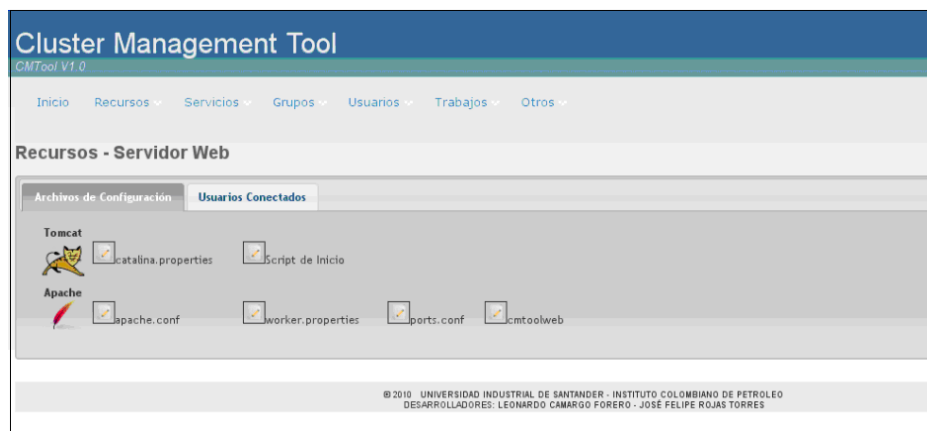 Cluster Management Tool
CMTool V1.0
Inicio Recursos Servicios Grupos Usuarios Trabajos Otros
Recursos - Servidor Web
Archivos de Configuración Usuarios Conectados
Tomcat
catalina.properties Script de Inicio
Apache
apache.conf worker.properties ports.conf cmtoolweb
© 2010 UNIVERSIDAD INDUSTRIAL DE SANTANDER - INSTITUTO COLOMBIANO DE PETROLEO
DESARROLLADORES: LEONARDO CAMARGO FORERO - JOSÉ FELIPE ROJAS TORRES